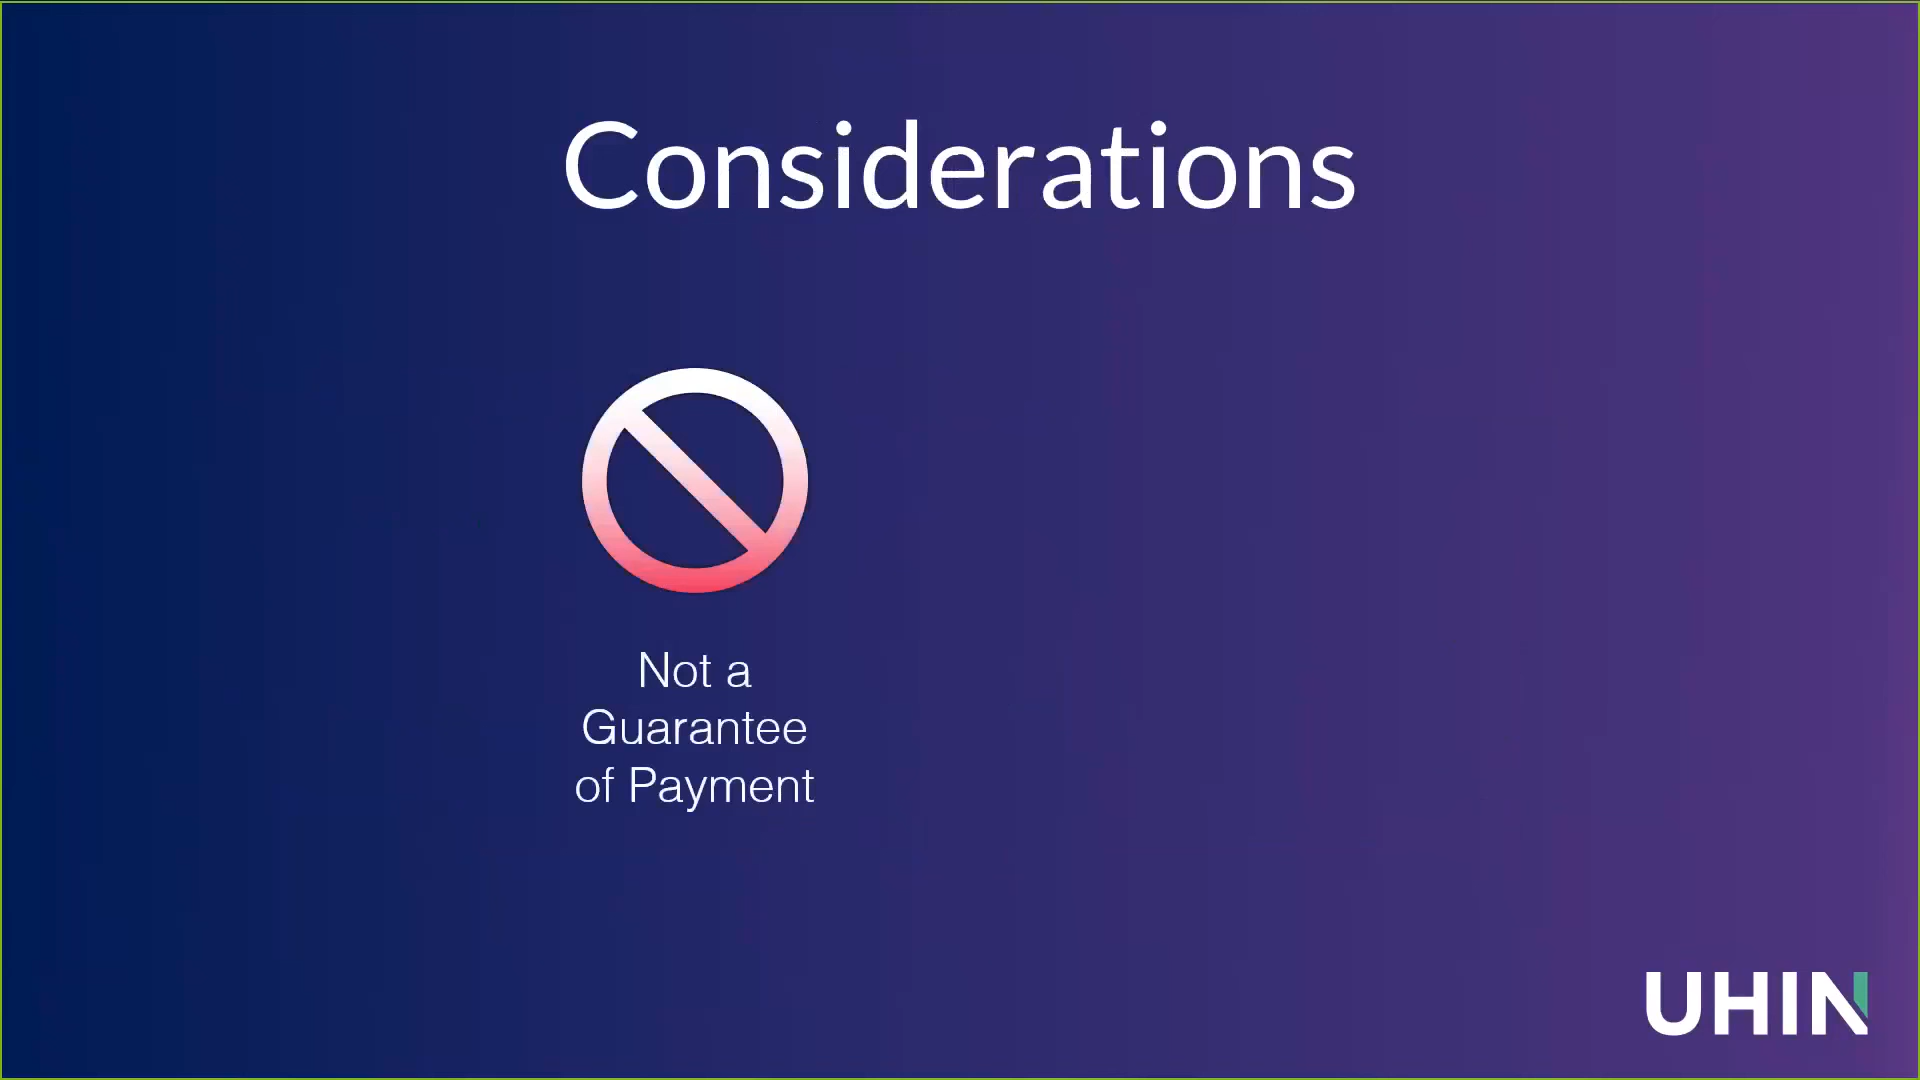 Considerations
Not a
Guarantee
of Payment
UHIN